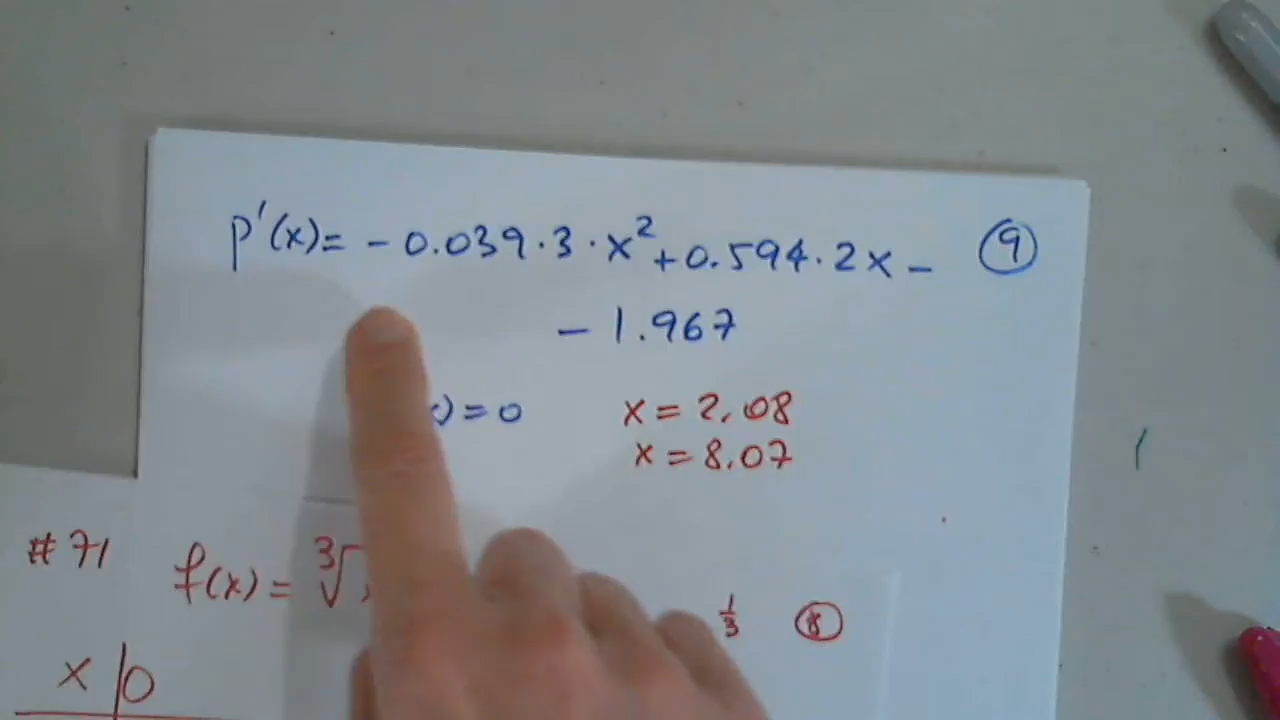 P'(x)= - 0.039·3·x²+0.594·2x - ⑨
- 1.967
)=0 x=2.08
x=8.07
#71 f(x)= ∛ 1/3 ⑧
x | 0